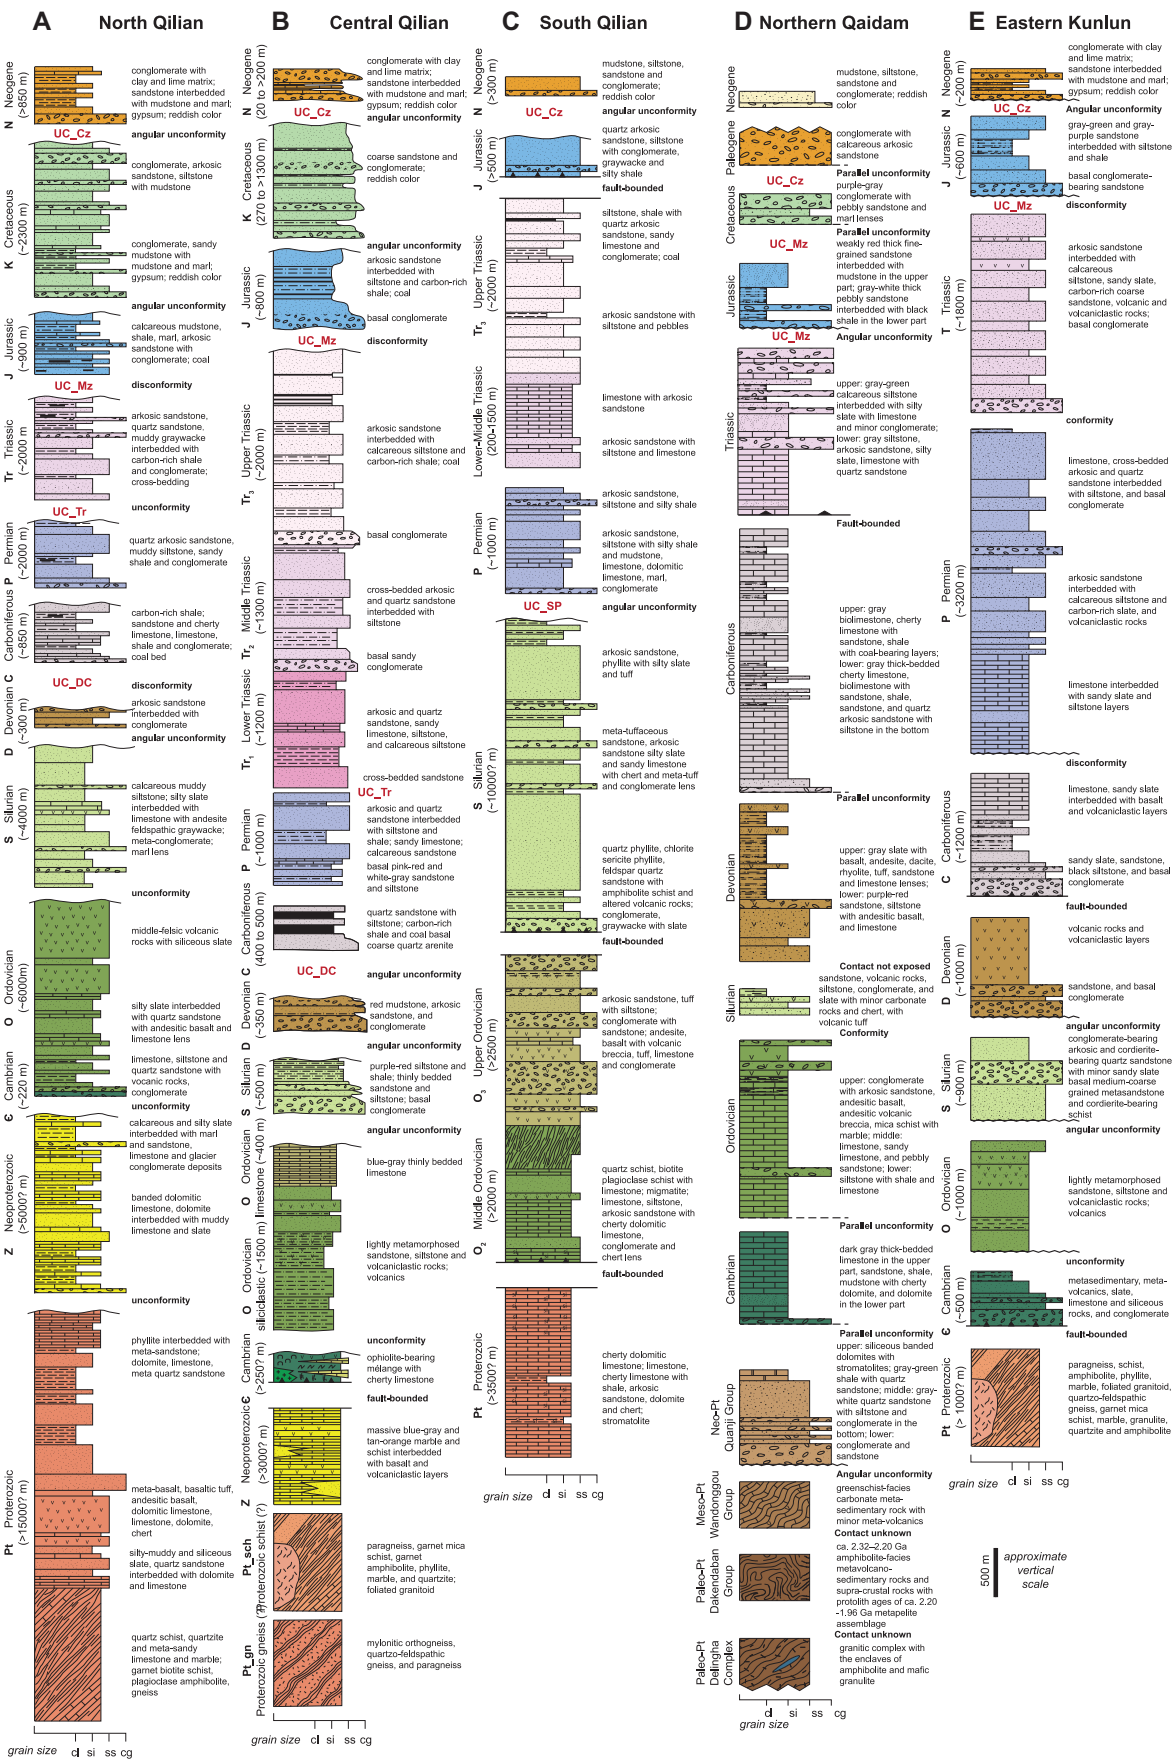 A North Qilian
Neogene
(>850 m)
N
conglomerate with
clay and lime matrix;
sandstone interbedded
with mudstone and marl;
gypsum; reddish color
UC_Cz
angular unconformity
Cretaceous
(~2300 m)
K
conglomerate, arkosic
sandstone, siltstone
with mudstone
conglomerate, sandy
mudstone with
mudstone and marl;
gypsum; reddish color
angular unconformity
Jurassic
(~900 m)
J
calcareous mudstone,
shale, marl, arkosic
sandstone with
conglomerate; coal
UC_Mz
disconformity
Triassic
(~2000 m)
Tr
arkosic sandstone,
quartz sandstone,
muddy graywacke
interbedded with
carbon-rich shale
and conglomerate;
cross-bedding
unconformity
UC_Tr
Permian
(~2000 m)
P
quartz arkosic sandstone,
muddy siltstone, sandy
shale and conglomerate
Carboniferous
(~850 m)
C
carbon-rich shale;
sandstone and cherty
limestone, limestone,
shale and conglomerate;
coal bed
UC_DC
disconformity
Devonian
(~300 m)
D
arkosic sandstone
interbedded with
conglomerate
angular unconformity
Silurian
(~4000 m)
S
calcareous muddy
siltstone; silty slate
interbedded with
limestone with andesite
feldspathic graywacke;
meta-conglomerate;
marl lens
unconformity
Ordovician
(~6000m)
O
middle-felsic volcanic
rocks with siliceous slate
silty slate interbedded
with quartz sandstone
with andesitic basalt and
limestone lens
Cambrian
(~220 m)
Є
limestone, siltstone and
quartz sandstone with
vocanic rocks,
conglomerate
unconformity
Neoproterozoic
(>5000? m)
Z
calcareous and silty slate
interbedded with marl
and sandstone,
limestone and glacier
conglomerate deposits
banded dolomitic
limestone, dolomite
interbedded with muddy
limestone and slate
unconformity
Proterozoic
(>15000? m)
Pt
phyllite interbedded with
meta-sandstone;
dolomite, limestone,
meta quartz sandstone
meta-basalt, basaltic tuff,
andesitic basalt,
dolomitic limestone,
limestone, dolomite,
chert
silty-muddy and siliceous
slate, quartz sandstone
interbedded with dolomite
and limestone
quartz schist, quartzite
and meta-sandy
limestone and marble;
garnet biotite schist,
plagioclase amphibolite,
gneiss
grain size cl si ss cg
B Central Qilian
Neogene
(20 to >200 m)
N
conglomerate with clay
and lime matrix;
sandstone interbedded
with mudstone and marl;
gypsum; reddish color
UC_Cz
angular unconformity
Cretaceous
(270 to >1300 m)
K
coarse sandstone and
conglomerate;
reddish color
angular unconformity
Jurassic
(~800 m)
J
arkosic sandstone
interbedded with
siltstone and carbon-rich
shale; coal
basal conglomerate
UC_Mz
disconformity
Upper Triassic
(~2000 m)
Tr3
arkosic sandstone
interbedded with
calcareous siltstone and
carbon-rich shale; coal
basal conglomerate
Middle Triassic
(~1300 m)
Tr2
cross-bedded arkosic
and quartz sandstone
interbedded with
siltstone
basal sandy
conglomerate
Lower Triassic
(~1200 m)
Tr1
arkosic and quartz
sandstone, sandy
limestone, siltstone,
and calcareous siltstone
cross-bedded sandstone
UC_Tr
Permian
(~1000 m)
P
arkosic and quartz
sandstone interbedded
with siltstone and
shale; sandy limestone;
calcareous sandstone
basal pink-red and
white-gray sandstone
and siltstone
Carboniferous
(400 to 500 m)
C
quartz sandstone with
siltstone; carbon-rich
shale and coal basal
coarse quartz arenite
UC_DC
angular unconformity
Devonian
(~350 m)
D
red mudstone, arkosic
sandstone, and
conglomerate
angular unconformity
Silurian
(~500 m)
S
purple-red siltstone and
shale; thinly bedded
sandstone and
siltstone; basal
conglomerate
angular unconformity
Ordovician
limestone (~400 m)
O
blue-gray thinly bedded
limestone
Ordovician
siliciclastic (~1500 m)
O
lightly metamorphosed
sandstone, siltstone and
volcaniclastic rocks;
volcanics
unconformity
Cambrian
(>250? m)
Є
ophiolite-bearing
mélange with
cherty limestone
fault-bounded
Neoproterozoic
(>3000? m)
Z
massive blue-gray and
tan-orange marble and
schist interbedded
with basalt and
volcaniclastic layers
Pt_sch
Proterozoic schist (?)
paragneiss, garnet mica
schist, garnet
amphibolite, phyllite,
marble, and quartzite;
foliated granitoid
Pt_gn
Proterozoic gneiss (?)
mylonitic orthogneiss,
quartzo-feldspathic
gneiss, and paragneiss
grain size cl si ss cg
C South Qilian
Neogene
(>300 m)
N
mudstone, siltstone,
sandstone and
conglomerate;
reddish color
UC_Cz
angular unconformity
Jurassic
(>500 m)
J
quartz arkosic
sandstone, siltstone
with conglomerate,
graywacke and
silty shale
fault-bounded
Upper Triassic
(~2000 m)
Tr3
siltstone, shale with
quartz arkosic
sandstone, sandy
limestone and
conglomerate; coal
arkosic sandstone with
siltstone and pebbles
Lower-Middle Triassic
(200-1500 m)
limestone with arkosic
sandstone
arkosic sandstone with
siltstone and limestone
Permian
(~1000 m)
P
arkosic sandstone,
siltstone and silty shale
arkosic sandstone,
siltstone with silty shale
and mudstone,
limestone, dolomitic
limestone, marl,
conglomerate
UC_SP
angular unconformity
Silurian
(~10000? m)
S
arkosic sandstone,
phyllite with silty slate
and tuff
meta-tuffaceous
sandstone, arkosic
sandstone silty slate
and sandy limestone
with chert and meta-tuff
and conglomerate lens
quartz phyllite, chlorite
sericite phyllite,
feldspar quartz
sandstone with
amphibolite schist and
altered volcanic rocks;
conglomerate,
graywacke with slate
fault-bounded
Upper Ordovician
(>2500 m)
O3
arkosic sandstone, tuff
with siltstone;
conglomerate with
sandstone; andesite,
basalt with volcanic
breccia, tuff, limestone
and conglomerate
Middle Ordovician
(>2000 m)
O2
quartz schist, biotite
plagioclase schist with
limestone; migmatite;
limestone, siltstone,
arkosic sandstone with
cherty dolomitic
limestone,
conglomerate and
chert lens
fault-bounded
Proterozoic
(>3500? m)
Pt
cherty dolomitic
limestone; limestone,
cherty limestone with
shale, arkosic
sandstone, dolomite
and chert;
stromatolite
grain size cl si ss cg
D Northern Qaidam
Neogene
mudstone, siltstone,
sandstone and
conglomerate; reddish
color
Paleogene
conglomerate with
calcareous arkosic
sandstone
Parallel unconformity
UC_Cz
Cretaceous
purple-gray
conglomerate with
pebbly sandstone and
marl lenses
UC_Mz
Parallel unconformity
Jurassic
weakly red thick fine-
grained sandstone
interbedded with
mudstone in the upper
part; gray-white thick
pebbly sandstone
interbedded with black
shale in the lower part
UC_Mz
Angular unconformity
Triassic
upper: gray-green
calcareous siltstone
interbedded with silty
slate with limestone
and minor conglomerate;
lower: gray siltstone,
arkosic sandstone, silty
slate, limestone with
quartz sandstone
Fault-bounded
Carboniferous
upper: gray
biolimestone, cherty
limestone with
sandstone, shale
with coal-bearing layers;
lower: gray thick-bedded
cherty limestone,
biolimestone with
sandstone, shale,
sandstone, and quartz
arkosic sandstone with
siltstone in the bottom
Parallel unconformity
Devonian
upper: gray slate with
basalt, andesite, dacite,
rhyolite, tuff, sandstone
and limestone lenses;
lower: purple-red
sandstone, siltstone
with andesitic basalt,
and limestone
Contact not exposed
Silurian
sandstone, volcanic rocks,
siltstone, conglomerate, and
slate with minor carbonate
rocks and chert, with
volcanic tuff
Conformity
Ordovician
upper: conglomerate
with arkosic sandstone,
andesitic basalt,
andesitic volcanic
breccia, mica schist with
marble; middle:
limestone, sandy
limestone, and pebbly
sandstone; lower:
siltstone with shale and
limestone
Parallel unconformity
Cambrian
dark gray thick-bedded
limestone in the upper
part, sandstone, shale,
mudstone with cherty
dolomite, and dolomite
in the lower part
Parallel unconformity
Neo-Pt
Quanji Group
upper: siliceous banded
dolomites with
stromatolites; gray-green
shale with quartz
sandstone; middle: gray-
white quartz sandstone
with siltstone and
conglomerate in the
bottom; lower:
conglomerate and
sandstone
Angular unconformity
Meso-Pt
Wandonggou
Group
greenschist-facies
carbonate meta-
sedimentary rock with
minor meta-volcanics
Contact unknown
Paleo-Pt
Dakendaban
Group
ca. 2.32–2.20 Ga
amphibolite-facies
metavolcano-
sedimentary rocks and
supra-crustal rocks with
protolith ages of ca. 2.20
-1.96 Ga metapelite
assemblage
Contact unknown
Paleo-Pt
Delingha
Complex
granitic complex with
the enclaves of
amphibolite and mafic
granulite
grain size cl si ss cg
E Eastern Kunlun
Neogene
(~200 m)
N
conglomerate with clay
and lime matrix;
sandstone interbedded
with mudstone and marl;
gypsum; reddish color
UC_Cz
Angular unconformity
Jurassic
(~600 m)
J
gray-green and gray-
purple sandstone
interbedded with siltstone
and shale
basal conglomerate-
bearing sandstone
UC_Mz
disconformity
Triassic
(~1800 m)
T
arkosic sandstone
interbedded with
calcareous
siltstone, sandy slate,
carbon-rich coarse
sandstone, volcanic and
volcaniclastic rocks;
basal conglomerate
conformity
Permian
(~3200 m)
P
limestone, cross-bedded
arkosic and quartz
sandstone interbedded
with siltstone, and basal
conglomerate
arkosic sandstone
interbedded with
calcareous siltstone and
carbon-rich slate, and
volcaniclastic rocks
limestone interbedded
with sandy slate and
siltstone layers
disconformity
Carboniferous
(~1200 m)
C
limestone, sandy slate
interbedded with basalt
and volcaniclastic layers
sandy slate, sandstone,
black siltstone, and basal
conglomerate
fault-bounded
Devonian
(~1000 m)
D
volcanic rocks and
volcaniclastic layers
sandstone, and basal
conglomerate
angular unconformity
Silurian
(~900 m)
S
conglomerate-bearing
arkosic and cordierite-
bearing quartz sandstone
with minor sandy slate
basal medium-coarse
grained metasandstone
and cordierite-bearing
schist
angular unconformity
Ordovician
(~1000 m)
O
lightly metamorphosed
sandstone, siltstone and
volcaniclastic rocks;
volcanics
unconformity
Cambrian
(~500 m)
Є
metasedimentary, meta-
volcanics, slate,
limestone and siliceous
rocks, and conglomerate
fault-bounded
Proterozoic
(> 1000? m)
Pt
paragneiss, schist,
amphibolite, phyllite,
marble, foliated granitoid,
quartzo-feldspathic
gneiss, garnet mica
schist, marble, granulite,
quartzite and amphibolite
grain size cl si ss cg
500 m
approximate
vertical
scale